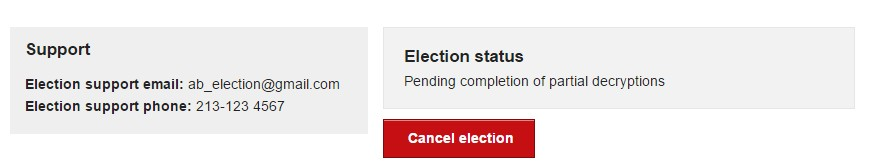 Support
Election support email: ab_election@gmail.com
Election support phone: 213-123 4567
Election status
Pending completion of partial decryptions
Cancel election